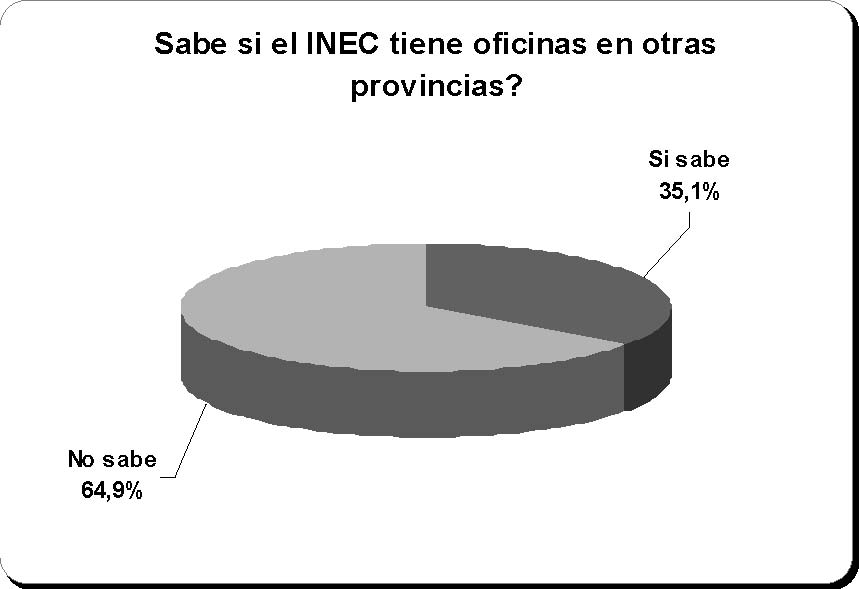 Sabe si el INEC tiene oficinas en otras
provincias?
Si sabe
35,1%
No sabe
64,9%